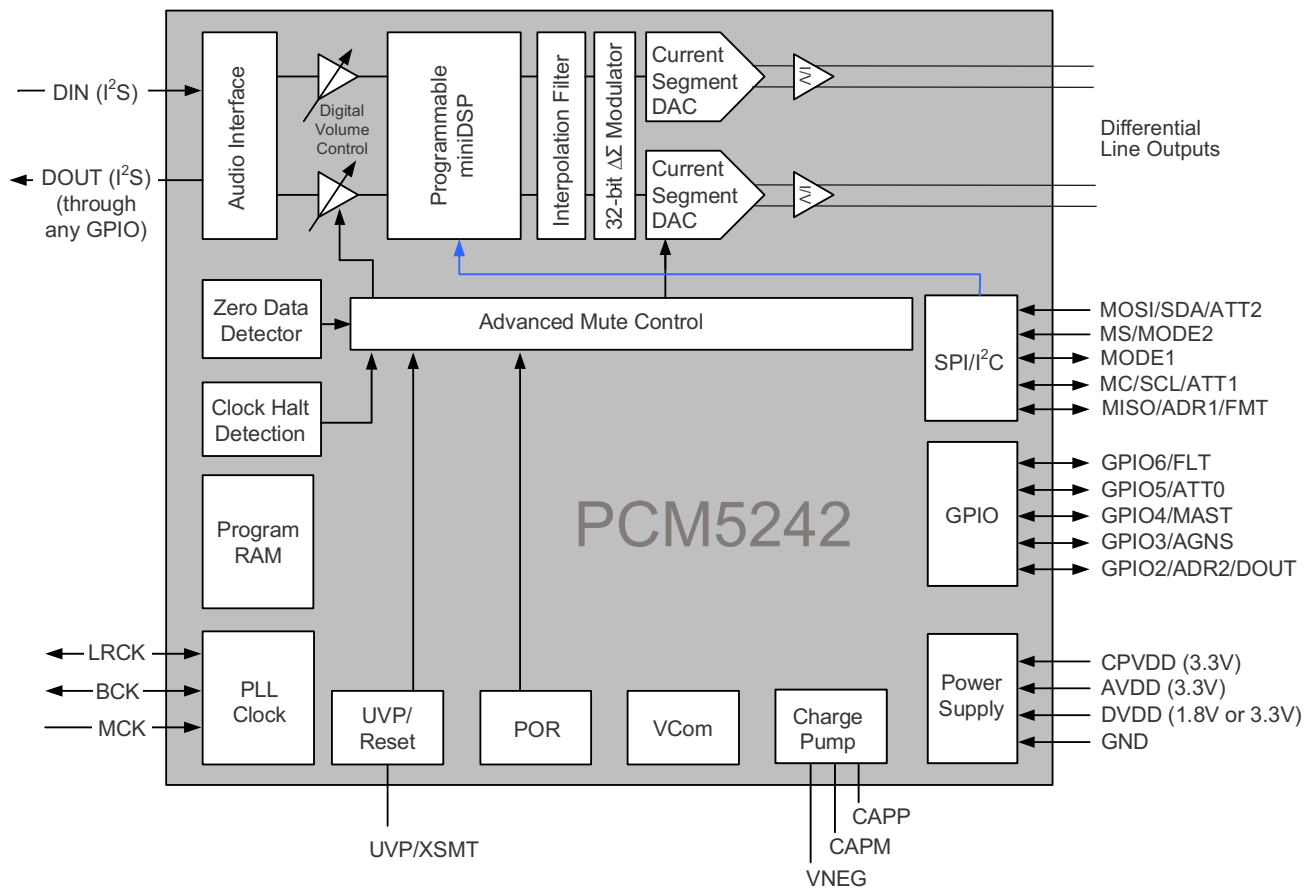 DIN (I²S)
DOUT (I²S)
(through
any GPIO)
Audio Interface
Digital
Volume
Control
Programmable
miniDSP
Interpolation Filter
32-bit ΔΣ Modulator
Current
Segment
DAC
I/V
Current
Segment
DAC
I/V
Differential
Line Outputs
Zero Data
Detector
Advanced Mute Control
Clock Halt
Detection
SPI/I²C
MOSI/SDA/ATT2
MS/MODE2
MODE1
MC/SCL/ATT1
MISO/ADR1/FMT
Program
RAM
PCM5242
GPIO
GPIO6/FLT
GPIO5/ATT0
GPIO4/MAST
GPIO3/AGNS
GPIO2/ADR2/DOUT
LRCK
BCK
MCK
PLL
Clock
UVP/
Reset
POR
VCom
Charge
Pump
Power
Supply
CPVDD (3.3V)
AVDD (3.3V)
DVDD (1.8V or 3.3V)
GND
UVP/XSMT
CAPP
CAPM
VNEG